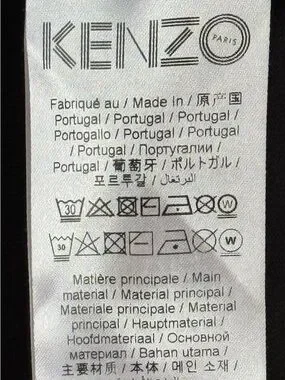 KENZO
PARIS
Fabriqué au / Made in / 原产国
Portugal / Portugal / Portugal /
Portogallo / Portugal / Portugal
/ Portugal / Португалии /
Portugal / 葡萄牙 / ポルトガル /
포르투갈 / البرتغال /
30 W
30 W
Matière principale / Main
material / Material principal /
Materiale principale / Material
principal / Hauptmaterial /
Hoofdmateriaal / Основной
материал / Bahan utama /
主要材质 / 本体 / 메인 소재 /